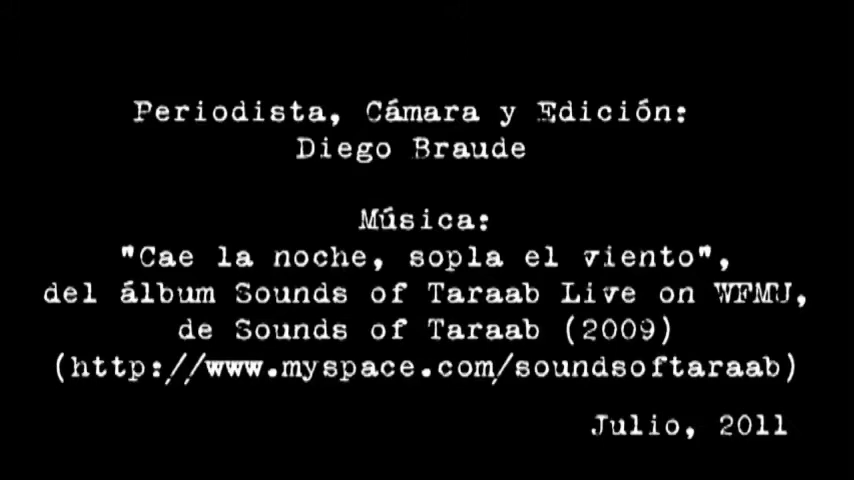 Periodista, Cámara y Edición:
Diego Braude
Música:
"Cae la noche, sopla el viento",
del álbum Sounds of Taraab Live on WFMU,
de Sounds of Taraab (2009)
(http://www.myspace.com/soundsoftaraab)
Julio, 2011